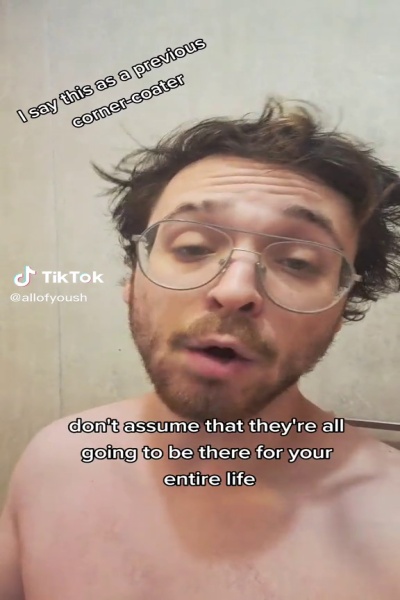 I say this as a previous
corner-coater
TikTok
@allofyoush
don't assume that they're all
going to be there for your
entire life